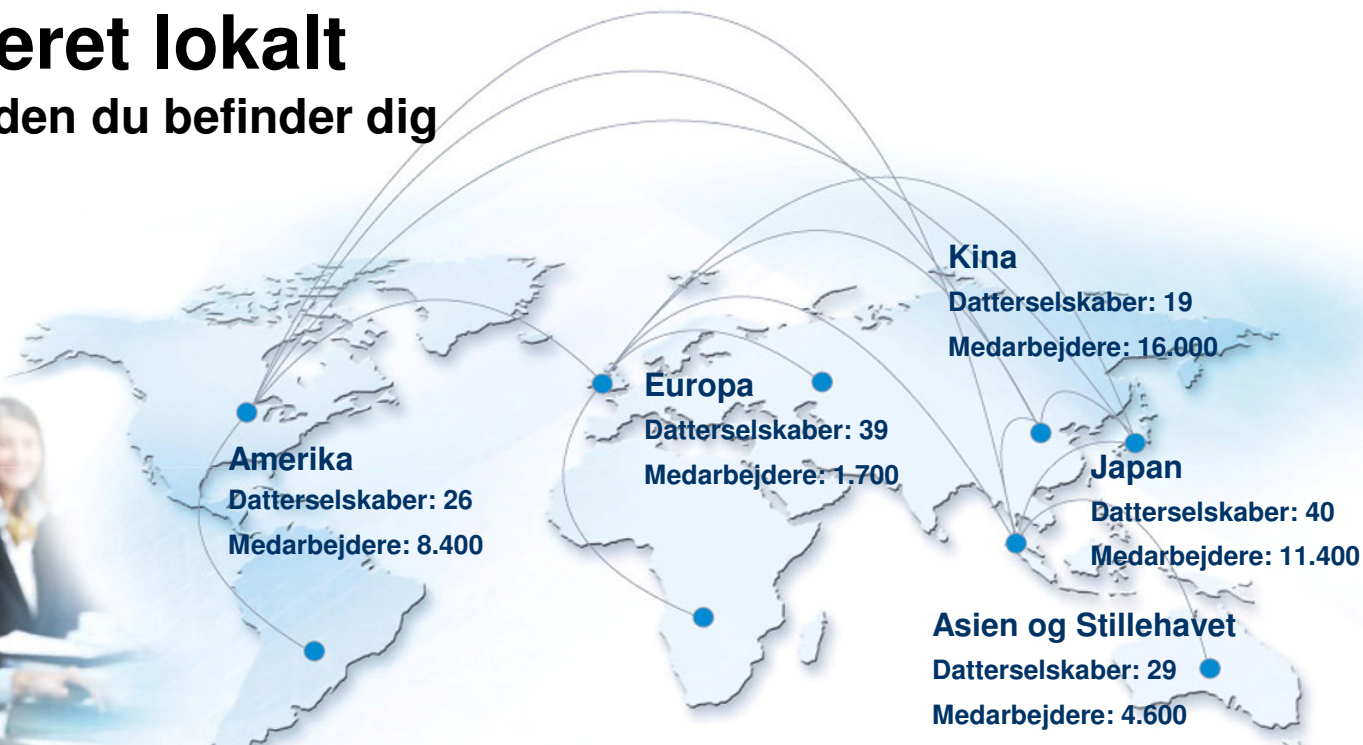 eret lokalt
den du befinder dig
Kina
Datterselskaber: 19
Medarbejdere: 16.000
Europa
Datterselskaber: 39
Medarbejdere: 1.700
Amerika
Datterselskaber: 26
Medarbejdere: 8.400
Japan
Datterselskaber: 40
Medarbejdere: 11.400
Asien og Stillehavet
Datterselskaber: 29
Medarbejdere: 4.600